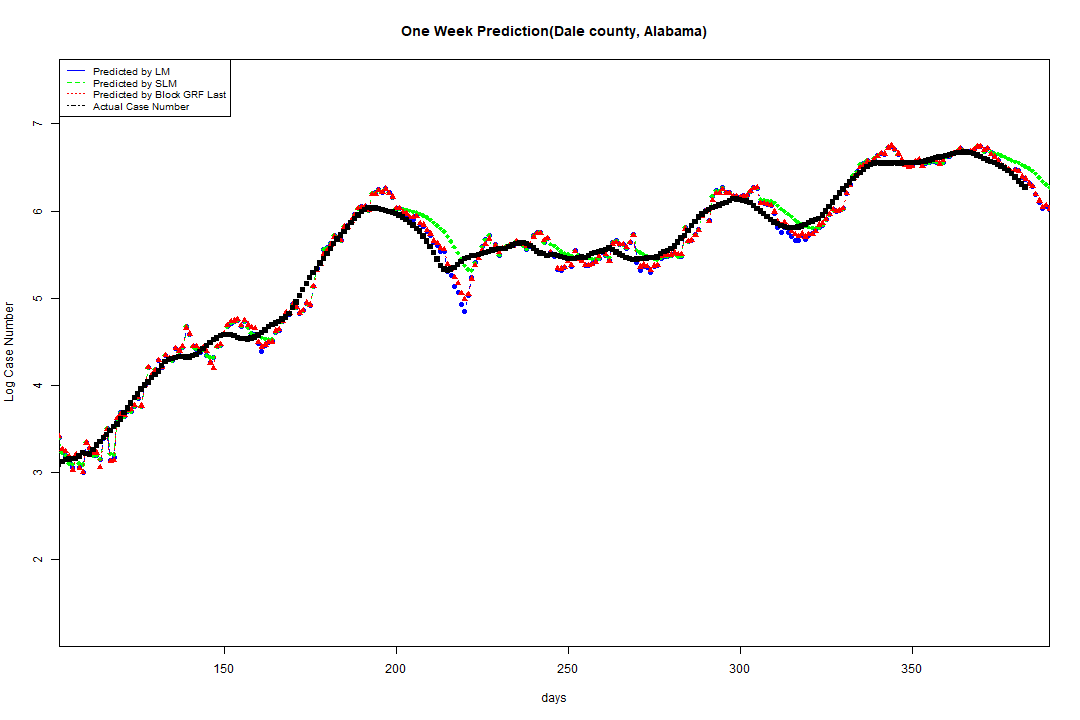 One Week Prediction(Dale county, Alabama)
Predicted by LM
Predicted by SLM
Predicted by Block GRF Last
Actual Case Number
7
6
5
4
3
2
Log Case Number
150 200 250 300 350
days